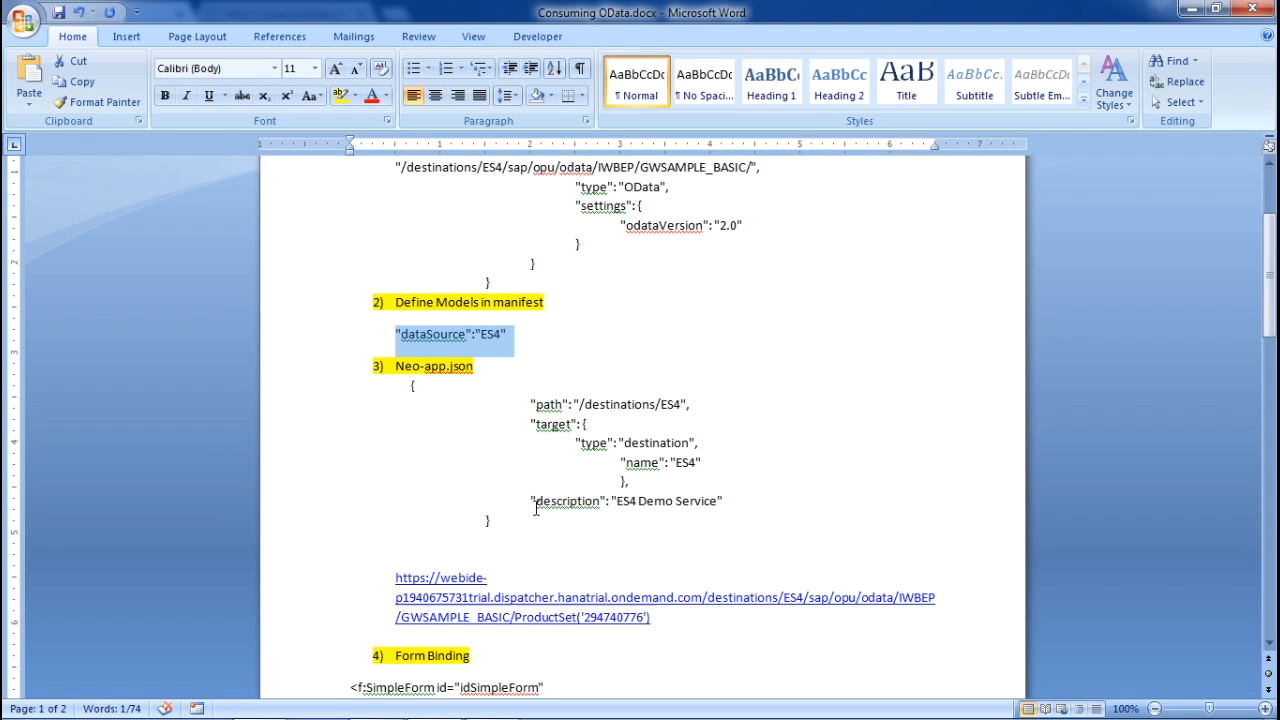 Consuming OData.docx - Microsoft Word
Home Insert Page Layout References Mailings Review View Developer
Paste
Cut
Copy
Format Painter
Clipboard
Calibri (Body) 11
Font
Paragraph
AaBbCcDc AaBbCcDc AaBbC( AaBbCc AaB AaBbCc. AaBbCcDc
¶ Normal ¶ No Spaci... Heading 1 Heading 2 Title Subtitle Subtle Em...
Change Styles
Styles
Find
Replace
Select
Editing
"/destinations/ES4/sap/opu/odata/IWBEP/GWSAMPLE_BASIC/",
"type": "OData",
"settings": {
"odataVersion": "2.0"
}
}
}
2) Define Models in manifest
"dataSource":"ES4"
3) Neo-app.json
{
"path": "/destinations/ES4",
"target": {
"type": "destination",
"name": "ES4"
},
"description": "ES4 Demo Service"
}
https://webide-
p1940675731trial.dispatcher.hanatrial.ondemand.com/destinations/ES4/sap/opu/odata/IWBEP
/GWSAMPLE_BASIC/ProductSet('294740776')
4) Form Binding
<f:SimpleForm id="idSimpleForm"
Page: 1 of 2 Words: 1/74 100%